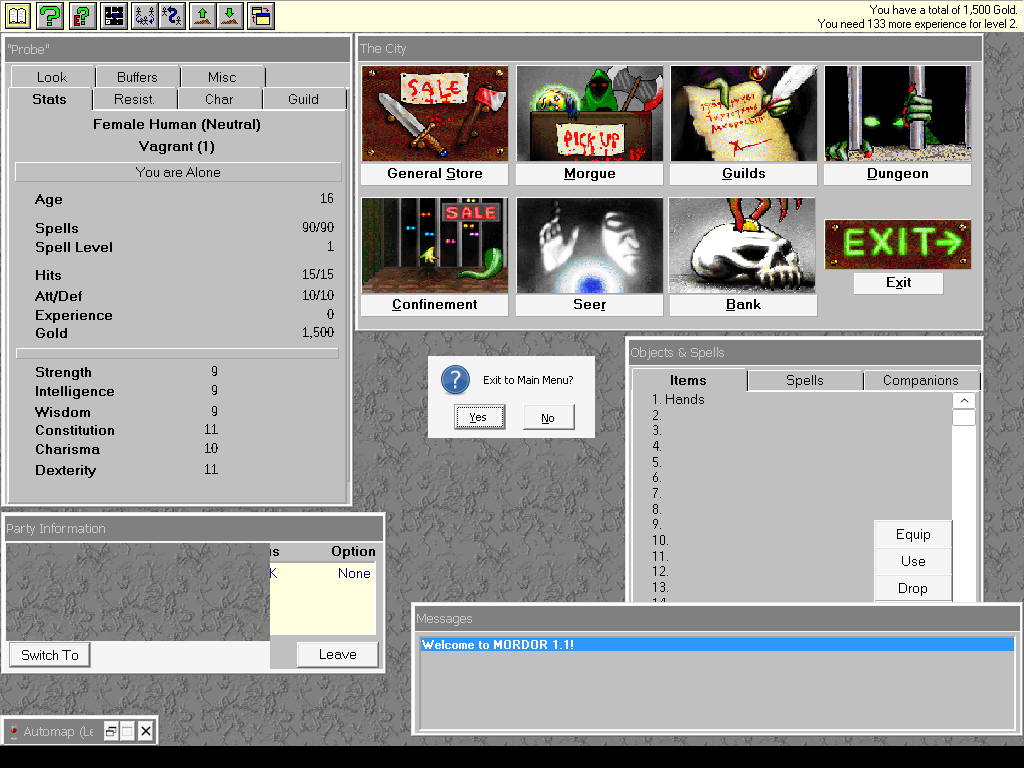 You have a total of 1,500 Gold.
You need 133 more experience for level 2.
"Probe"
Look Buffers Misc
Stats Resist. Char Guild
Female Human (Neutral)
Vagrant (1)
You are Alone
Age 16
Spells 90/90
Spell Level 1
Hits 15/15
Att/Def 10/10
Experience 0
Gold 1,500
Strength 9
Intelligence 9
Wisdom 9
Constitution 11
Charisma 10
Dexterity 11
The City
SALE
PICK UP
General Store Morgue Guilds Dungeon
SALE
EXIT
Confinement Seer Bank Exit
Exit to Main Menu?
Yes No
Objects & Spells
Items Spells Companions
1. Hands
2.
3.
4.
5.
6.
7.
8.
9.
10.
11.
12.
13.
14.
Equip
Use
Drop
Party Information
Option
None
Switch To Leave
Messages
Welcome to MORDOR 1.1!
Automap (Le